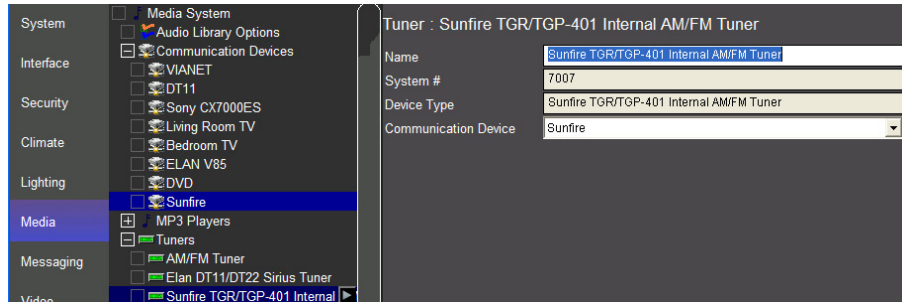 System
Interface
Security
Climate
Lighting
Media
Messaging
Video
Media System
Audio Library Options
Communication Devices
VIANET
DT11
Sony CX7000ES
Living Room TV
Bedroom TV
ELAN V85
DVD
Sunfire
MP3 Players
Tuners
AM/FM Tuner
Elan DT11/DT22 Sirius Tuner
Sunfire TGR/TGP-401 Internal
Tuner : Sunfire TGR/TGP-401 Internal AM/FM Tuner
Name Sunfire TGR/TGP-401 Internal AM/FM Tuner
System # 7007
Device Type Sunfire TGR/TGP-401 Internal AM/FM Tuner
Communication Device Sunfire